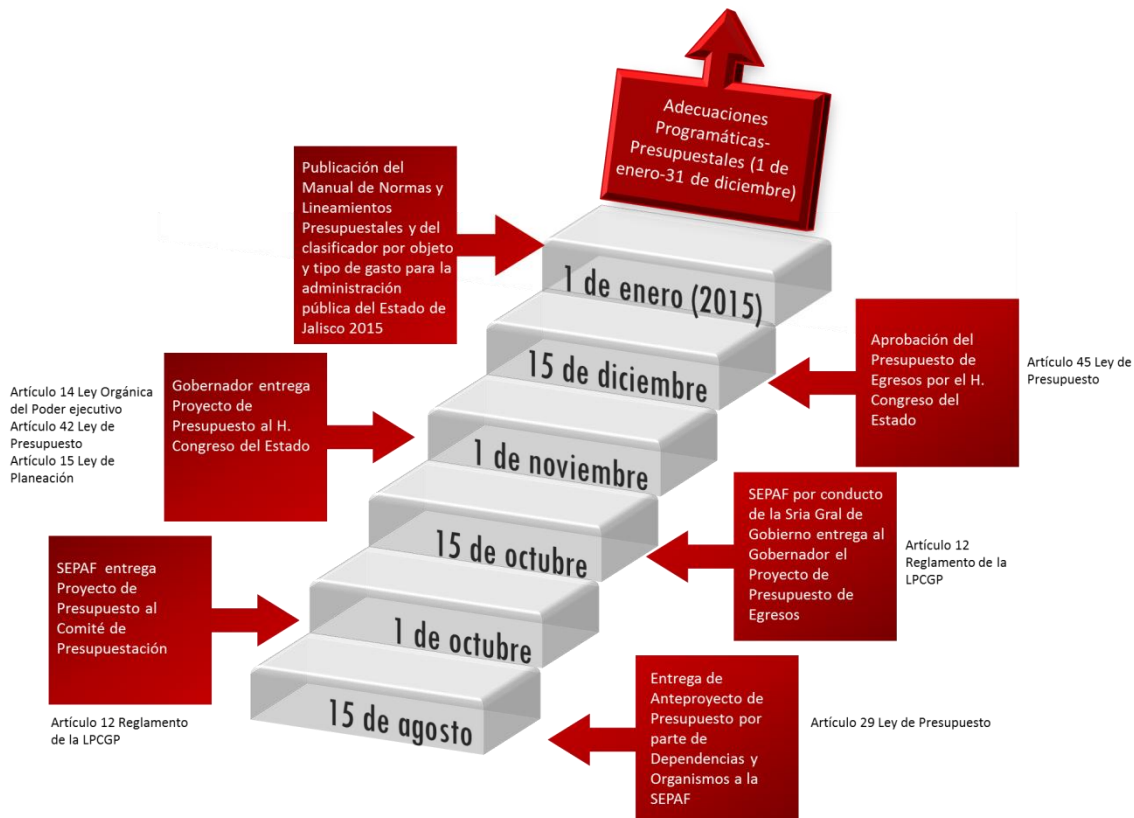 Adecuaciones
Programáticas-
Presupuestales (1 de
enero-31 de diciembre)
Publicación del
Manual de Normas y
Lineamientos
Presupuestales y del
clasificador por objeto
y tipo de gasto para la
administración
pública del Estado de
Jalisco 2015
1 de enero (2015)
Aprobación del
Presupuesto de
Egresos por el H.
Congreso del
Estado
Artículo 45 Ley de
Presupuesto
15 de diciembre
Artículo 14 Ley Orgánica
del Poder ejecutivo
Artículo 42 Ley de
Presupuesto
Artículo 15 Ley de
Planeación
Gobernador entrega
Proyecto de
Presupuesto al H.
Congreso del Estado
1 de noviembre
SEPAF por conducto
de la Sria Gral de
Gobierno entrega al
Gobernador el
Proyecto de
Presupuesto de
Egresos
Artículo 12
Reglamento de la
LPCGP
15 de octubre
SEPAF entrega
Proyecto de
Presupuesto al
Comité de
Presupuestación
Artículo 12 Reglamento
de la LPCGP
1 de octubre
Entrega de
Anteproyecto de
Presupuesto por
parte de
Dependencias y
Organismos a la
SEPAF
Artículo 29 Ley de Presupuesto
15 de agosto